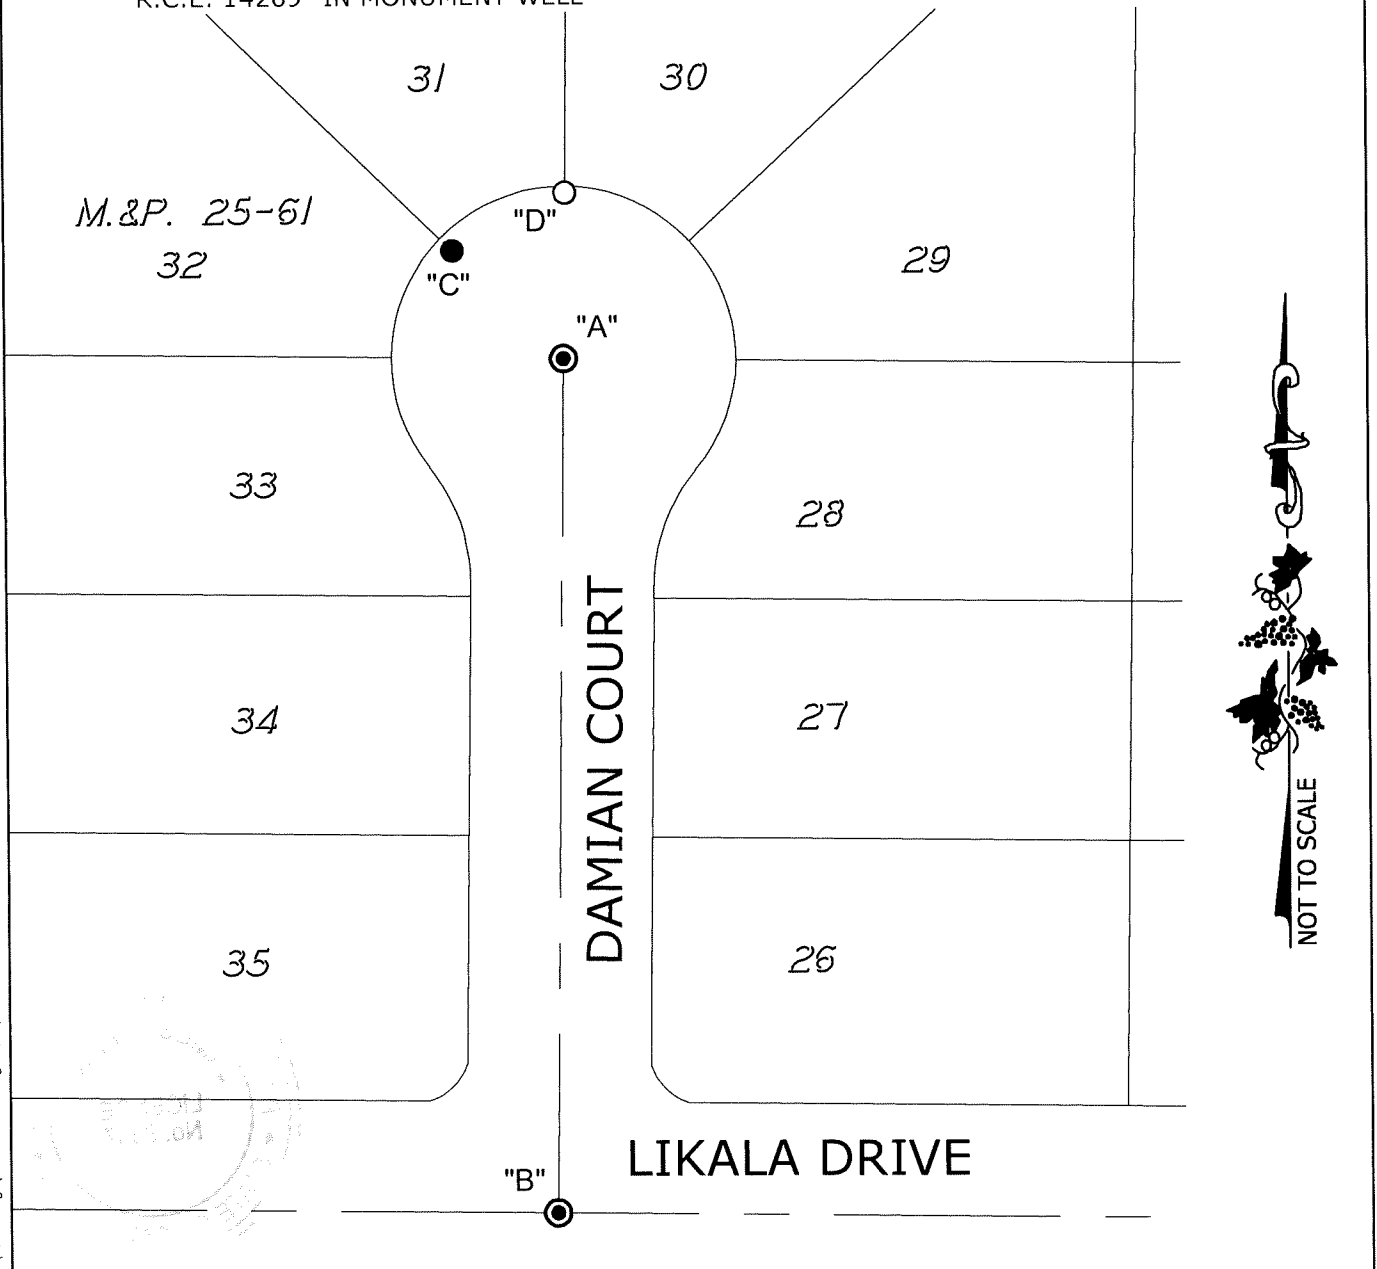 R.C.E. 14269" IN MONUMENT WELL
31
30
M.&P. 25-61
32
"D"
"C"
29
"A"
33
28
34
27
DAMIAN COURT
35
26
NOT TO SCALE
LIKALA DRIVE
"B"